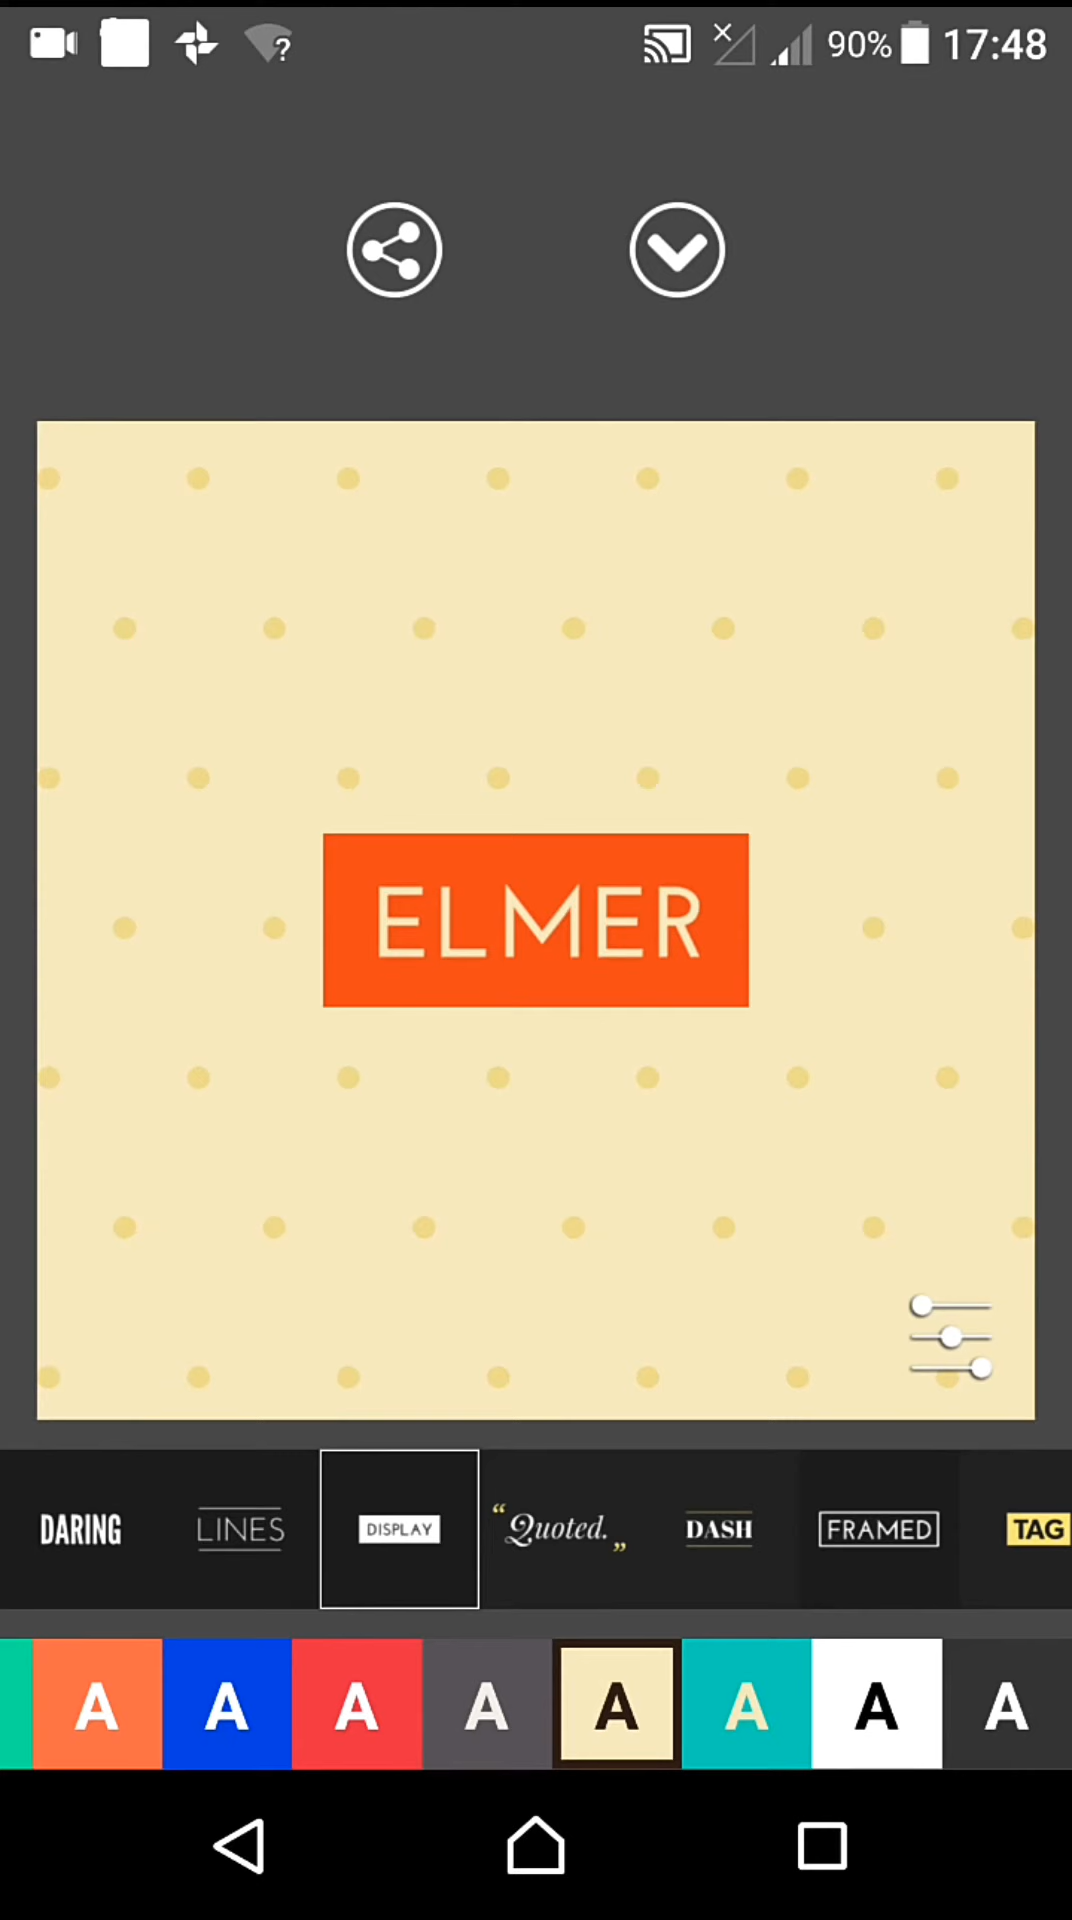 90% 17:48
ELMER
DARING LINES DISPLAY “Quoted.„ DASH FRAMED TAG
A A A A A A A A